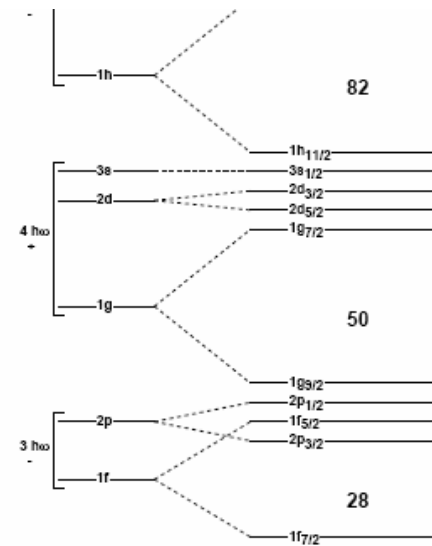 -
1h
82
1h11/2
3s
3s1/2
2d
2d3/2
2d5/2
4 ħω
+
1g7/2
1g
50
1g9/2
2p1/2
2p
1f5/2
3 ħω
-
2p3/2
1f
28
1f7/2